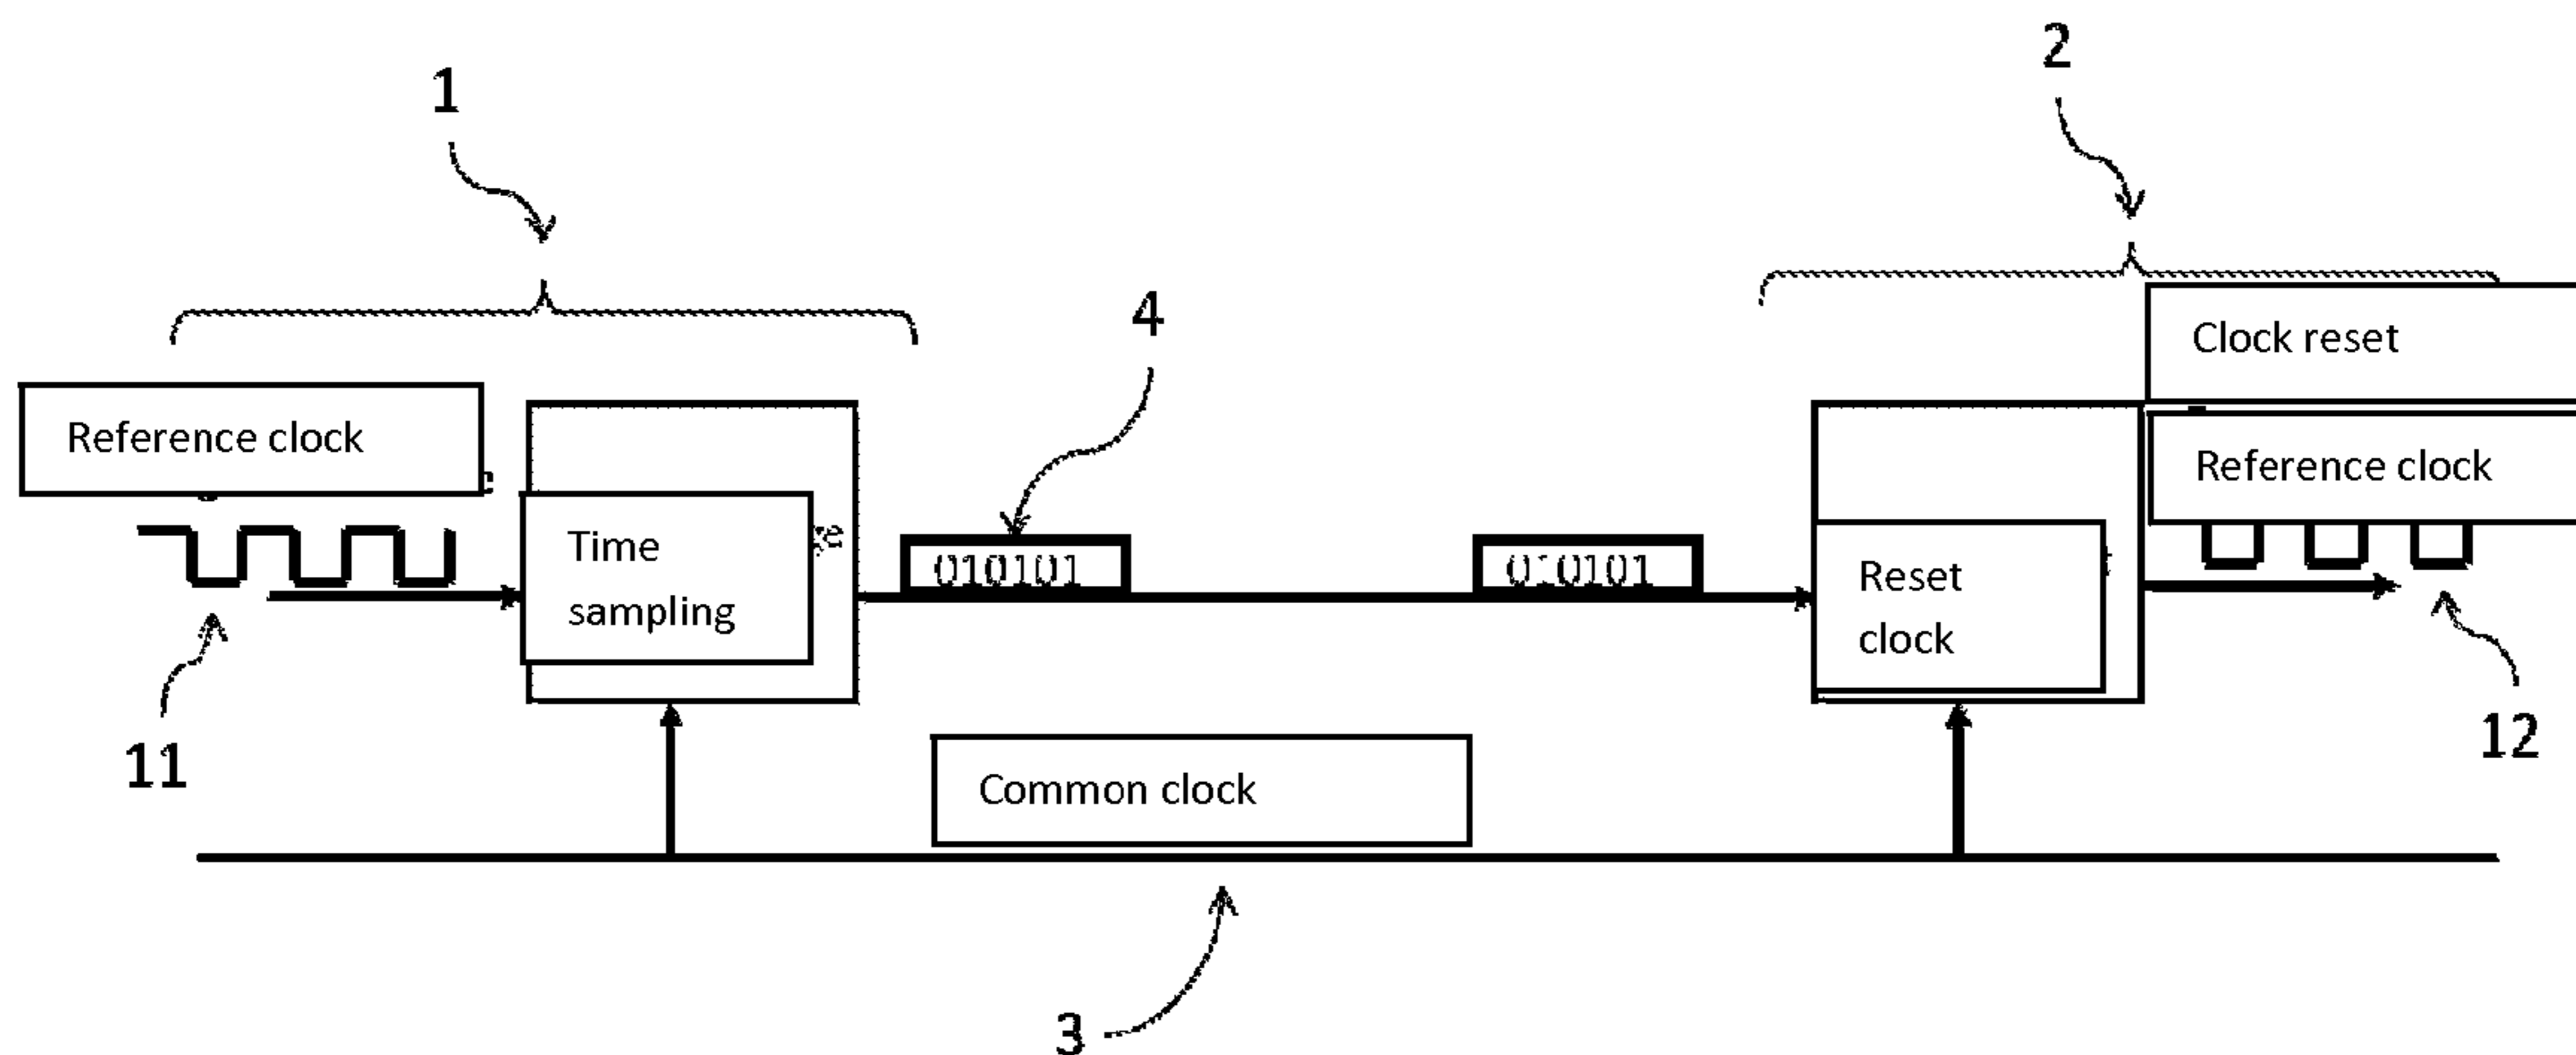 2
1
4
Clock reset
Reference clock
Reference clock
Time
sampling
010101
010101
Reset
clock
11
12
Common clock
3